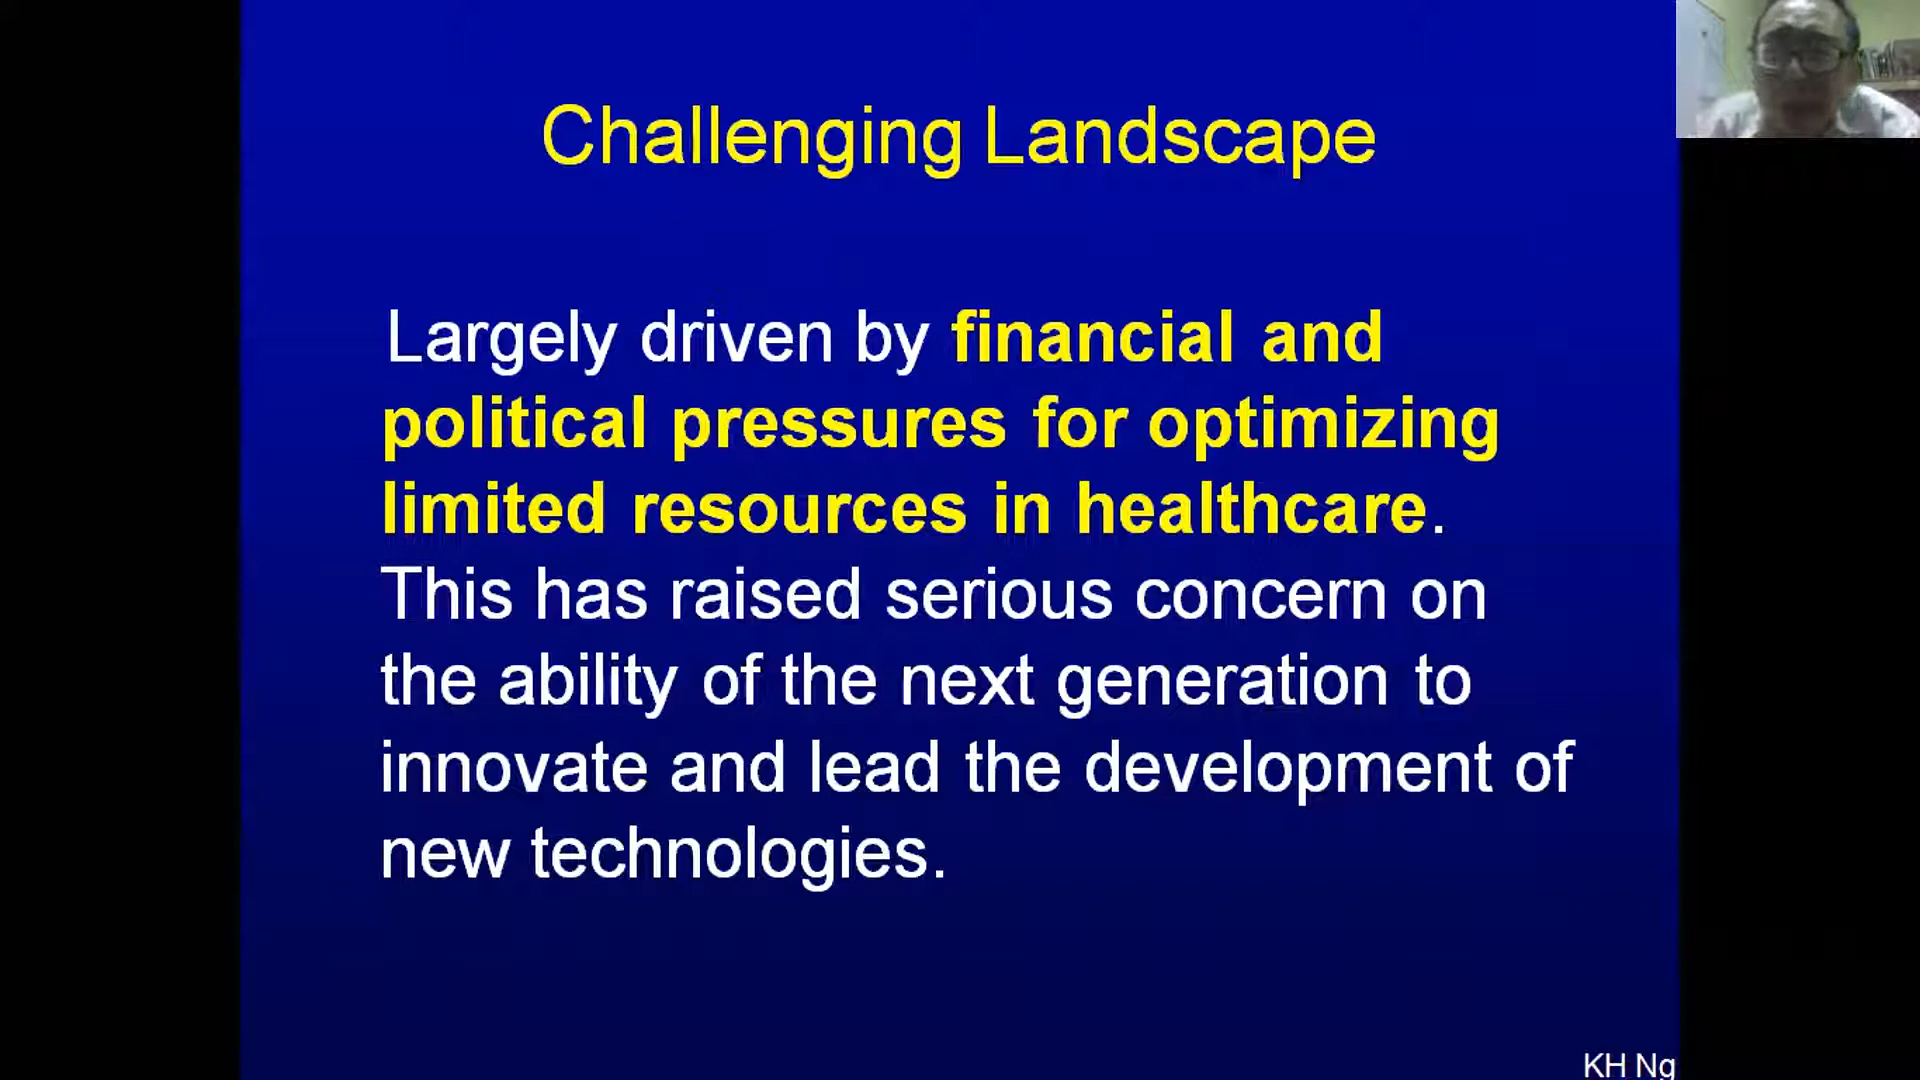 Challenging Landscape
Largely driven by financial and
political pressures for optimizing
limited resources in healthcare.
This has raised serious concern on
the ability of the next generation to
innovate and lead the development of
new technologies.
KH Ng